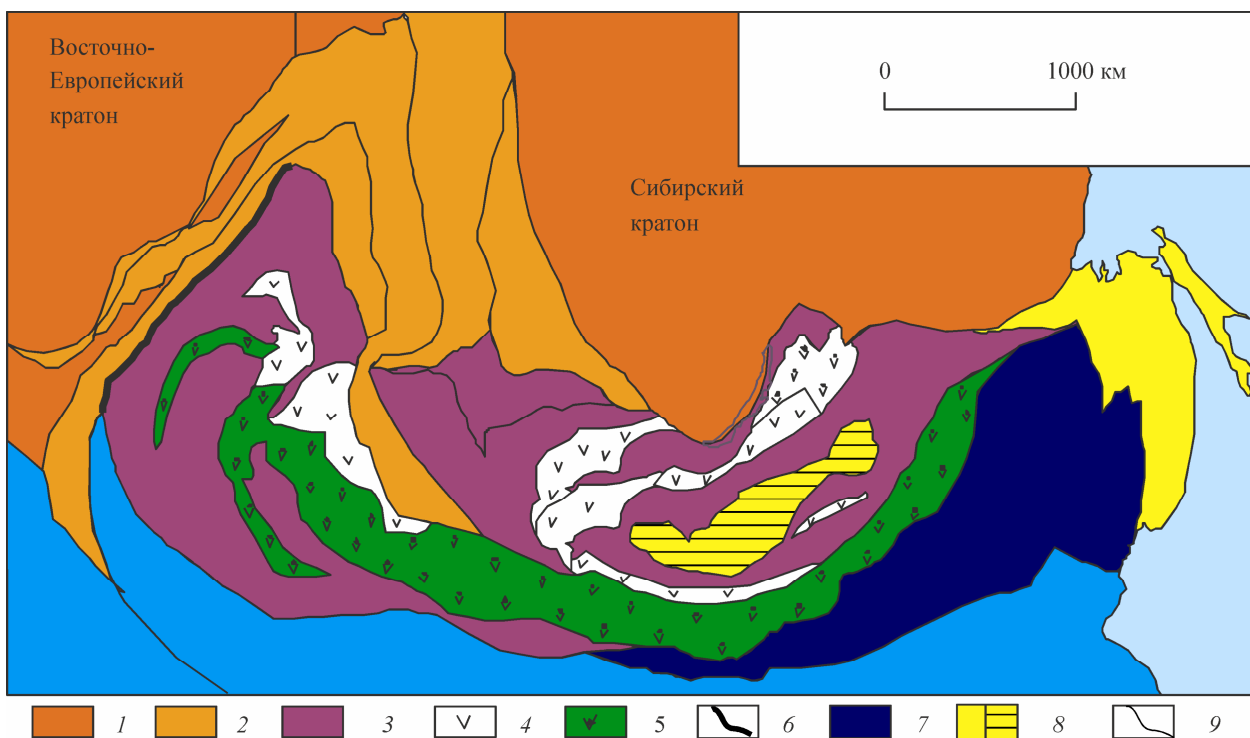 Восточно-
Европейский
кратон
0 1000 км
Сибирский
кратон
1 2 3 4 5 6 7 8 9